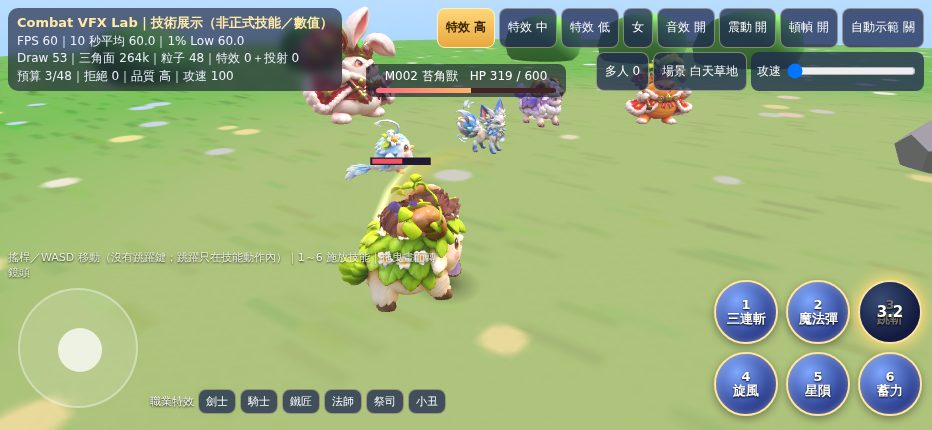 Combat VFX Lab｜技術展示（非正式技能／數值）
FPS 60｜10 秒平均 60.0｜1% Low 60.0
Draw 53｜三角面 264k｜粒子 48｜特效 0＋投射 0
預算 3/48｜拒絕 0｜品質 高｜攻速 100
特效 高
特效 中
特效 低
女
音效 開
震動 開
頓幀 開
自動示範 關
M002 苔角獸 HP 319 / 600
多人 0
場景 白天草地
攻速
搖桿／WASD 移動（沒有跳躍鍵；跳躍只在技能動作內）｜1～6 施放技能｜
鏡頭
1
三連斬
2
魔法彈
3
3.2
跳斬
4
旋風
5
星隕
6
蓄力
職業特效
劍士
騎士
鐵匠
法師
祭司
小丑